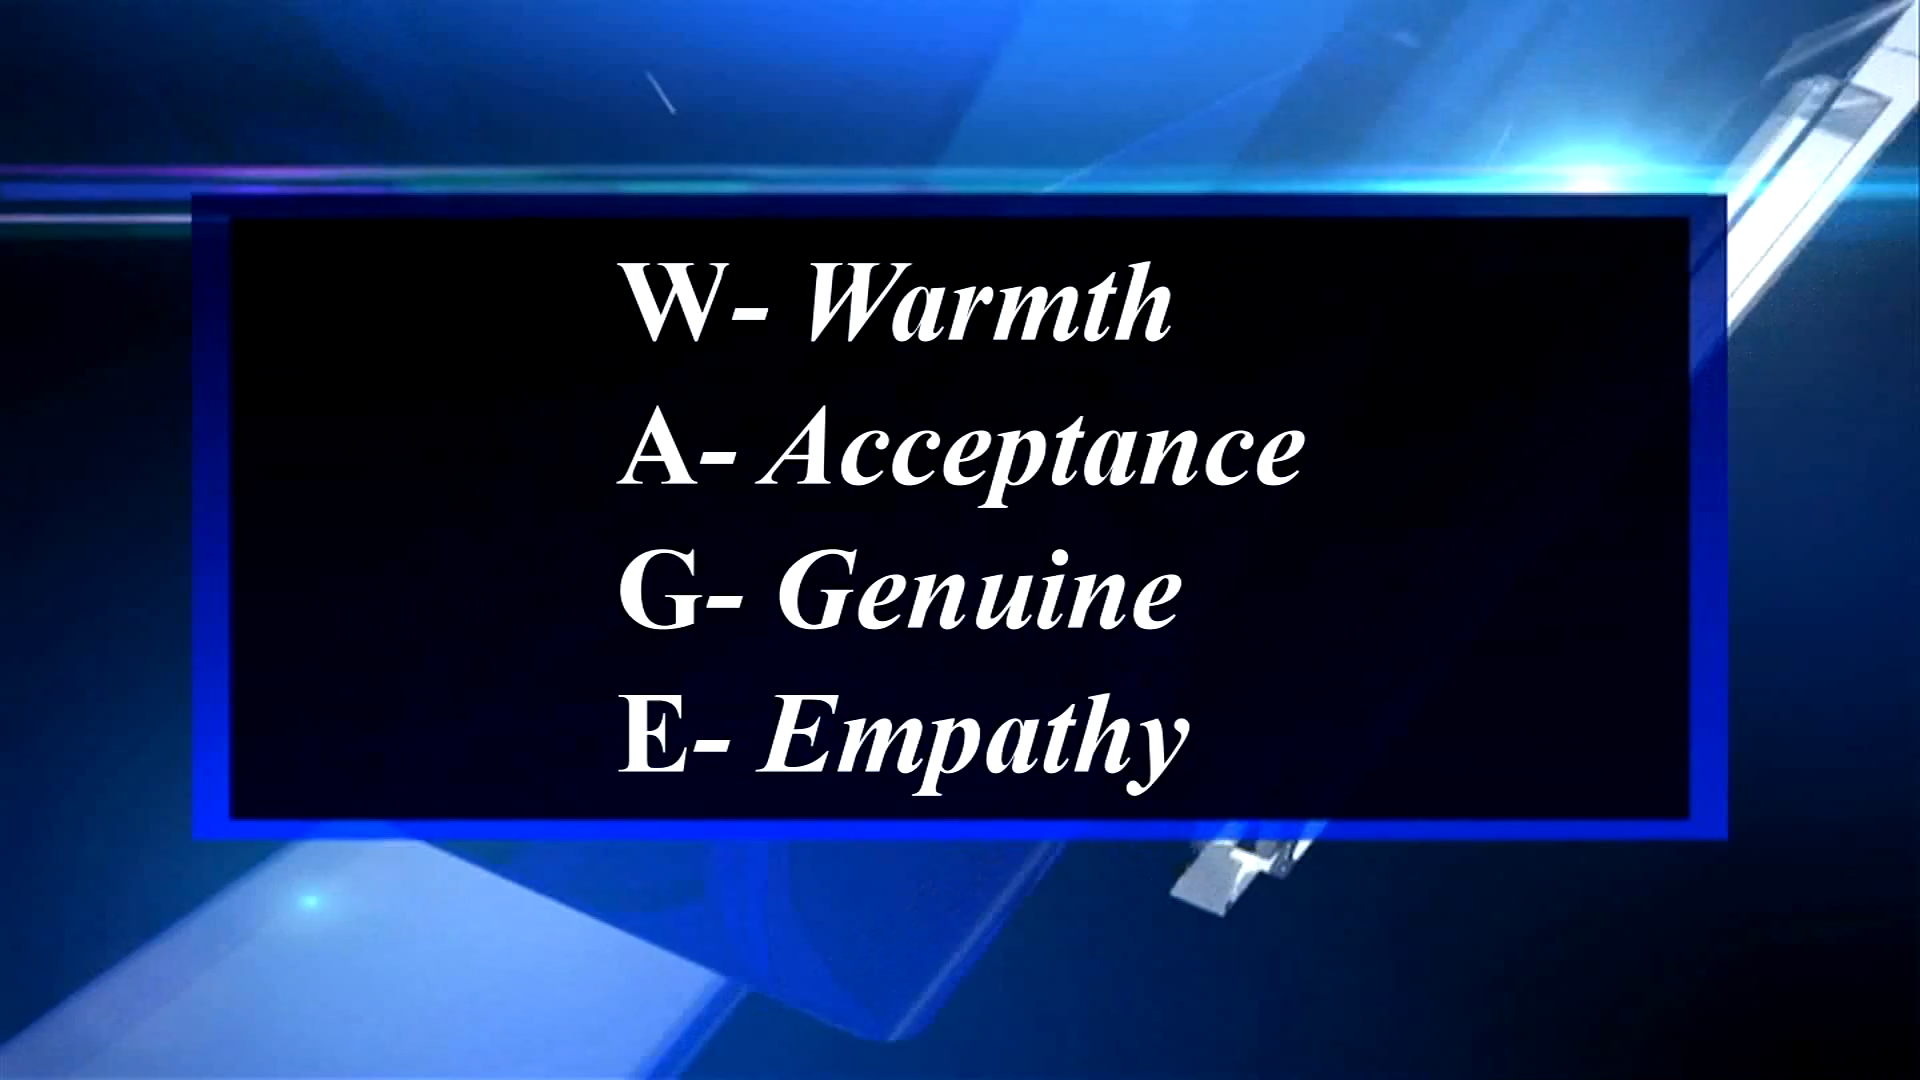 W- Warmth
A- Acceptance
G- Genuine
E- Empathy